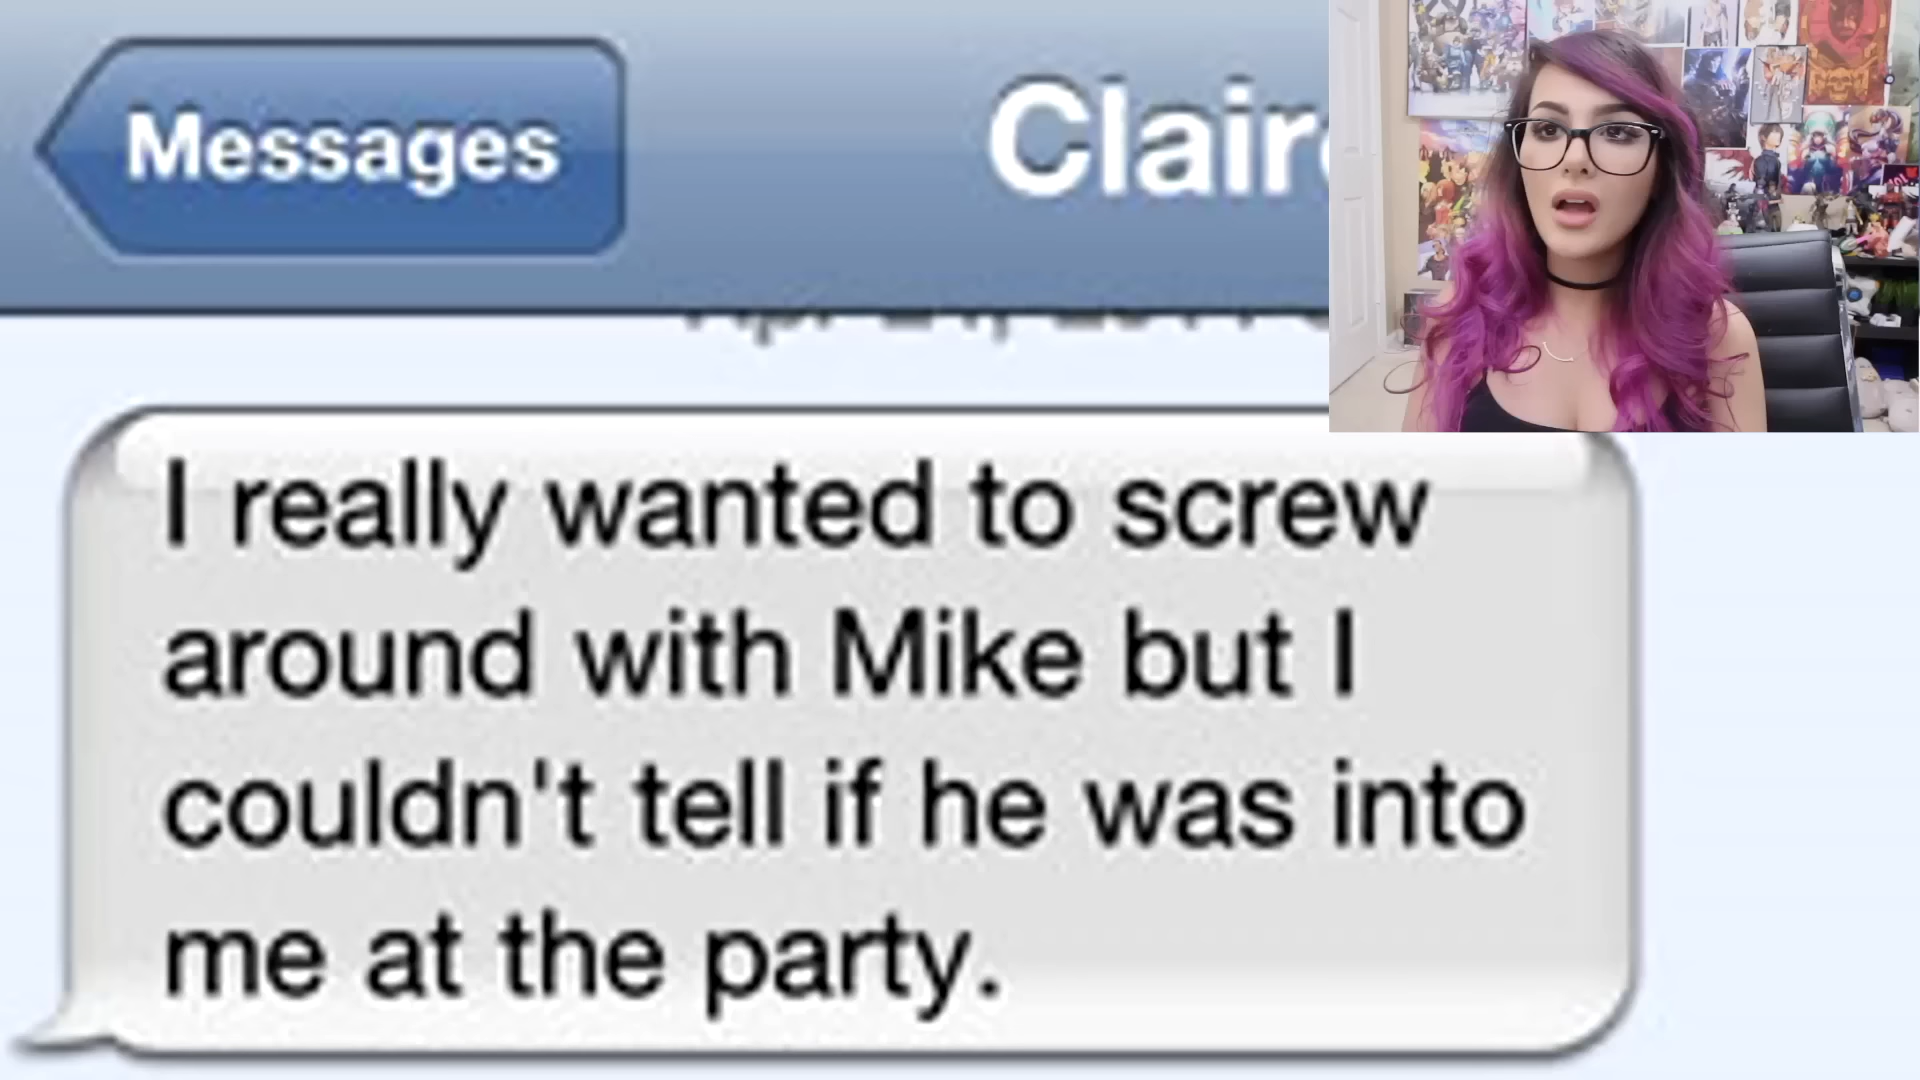 Messages
I really wanted to screw
around with Mike but I
couldn't tell if he was into
me at the party.